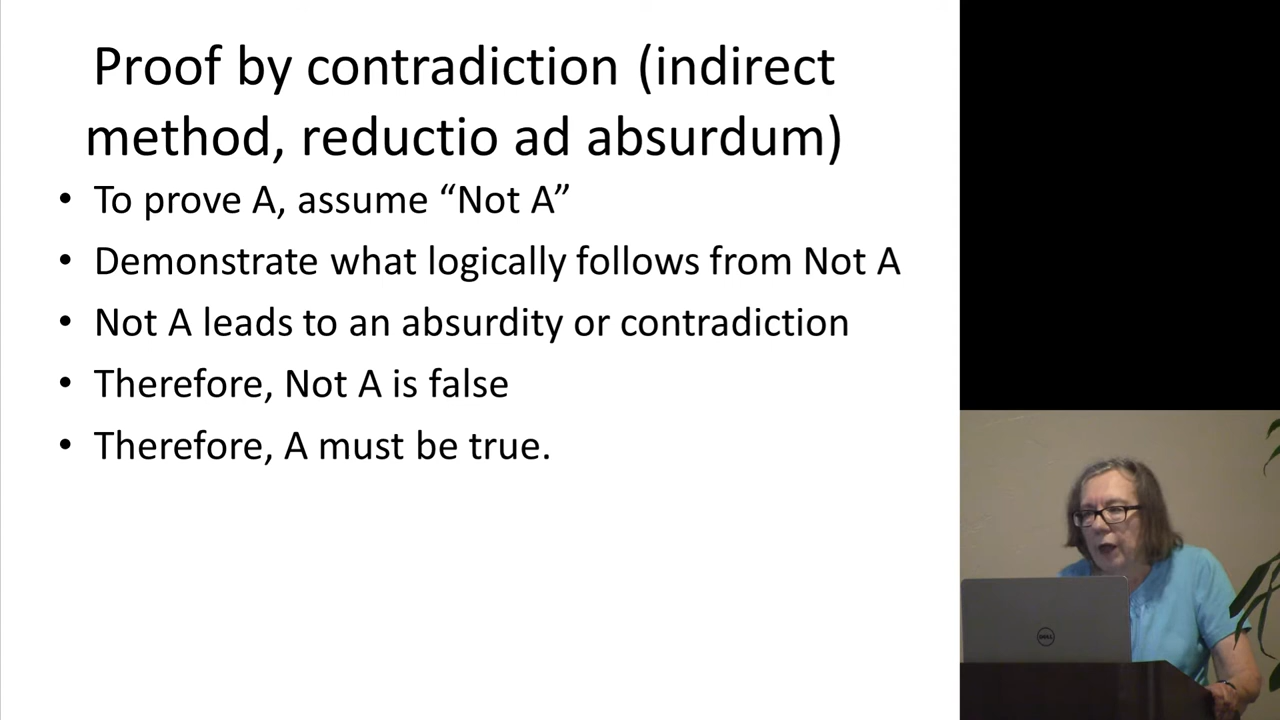 Proof by contradiction (indirect
method, reductio ad absurdum)
• To prove A, assume “Not A”
• Demonstrate what logically follows from Not A
• Not A leads to an absurdity or contradiction
• Therefore, Not A is false
• Therefore, A must be true.
DELL